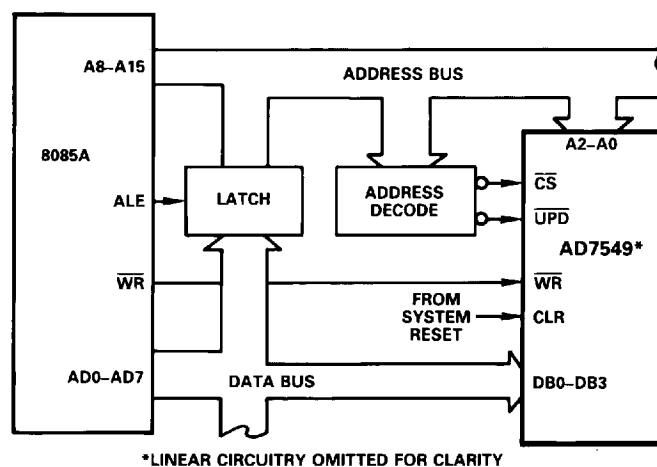 A8–A15
ADDRESS BUS
A2–A0
8085A
ALE
LATCH
ADDRESS
DECODE
CS
UPD
AD7549*
WR
WR
FROM
SYSTEM
RESET
CLR
AD0–AD7
DATA BUS
DB0–DB3
*LINEAR CIRCUITRY OMITTED FOR CLARITY